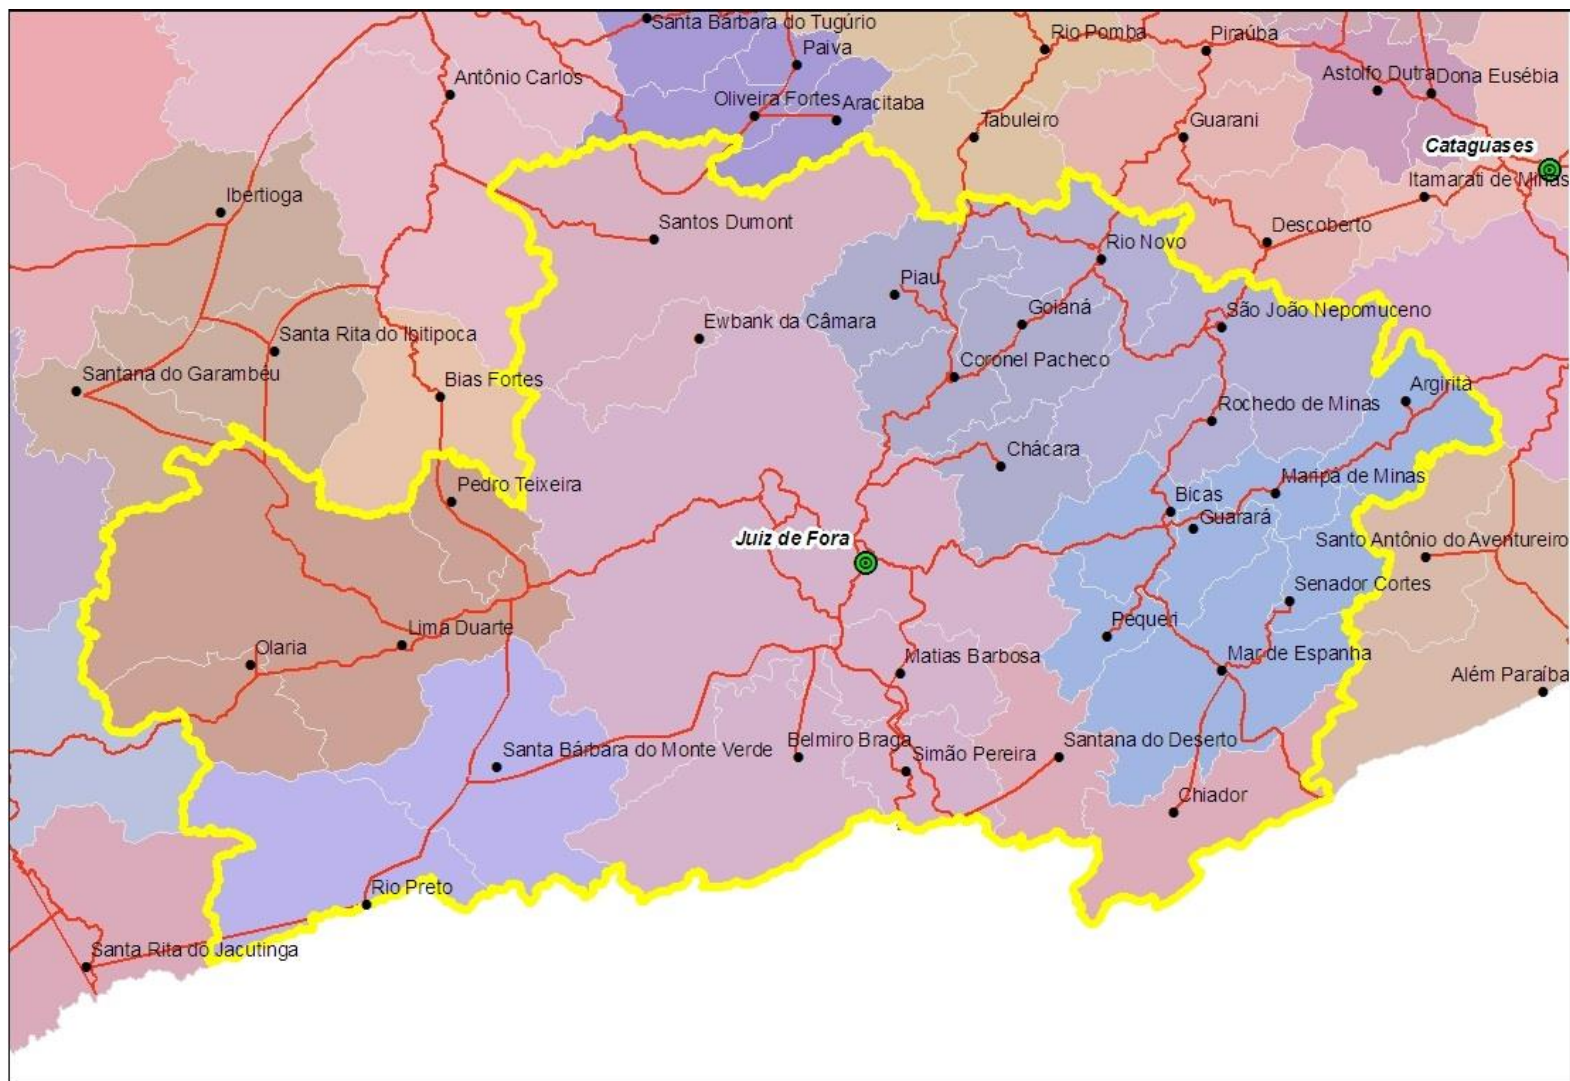 Santa Bárbara do Tugúrio
Rio Pomba
Piraúba
Paiva
Antônio Carlos
Astolfo Dutra
Dona Eusébia
Oliveira Fortes
Aracitaba
Tabuleiro
Guarani
Cataguases
Itamarati de Minas
Ibertioga
Santos Dumont
Descoberto
Rio Novo
Piau
Goianá
São João Nepomuceno
Ewbank da Câmara
Santa Rita do Ibitipoca
Coronel Pacheco
Santana do Garambéu
Bias Fortes
Argirita
Rochedo de Minas
Chácara
Maripá de Minas
Pedro Teixeira
Bicas
Guarará
Juiz de Fora
Santo Antônio do Aventureiro
Senador Cortes
Pequeri
Lima Duarte
Olaria
Matias Barbosa
Mar de Espanha
Além Paraíba
Santa Bárbara do Monte Verde
Belmiro Braga
Simão Pereira
Santana do Deserto
Chiador
Rio Preto
Santa Rita do Jacutinga